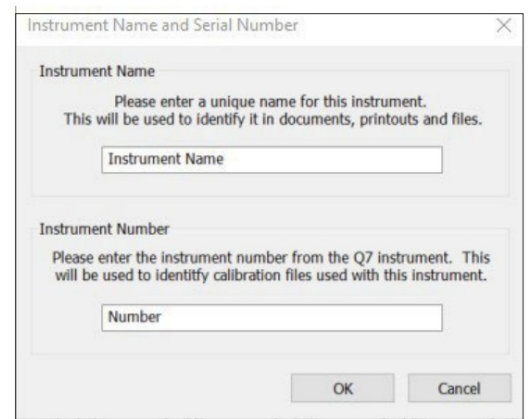 Instrument Name and Serial Number
Instrument Name
Please enter a unique name for this instrument.
This will be used to identify it in documents, printouts and files.
Instrument Name
Instrument Number
Please enter the instrument number from the Q7 instrument. This
will be used to identitfy calibration files used with this instrument.
Number
OK Cancel